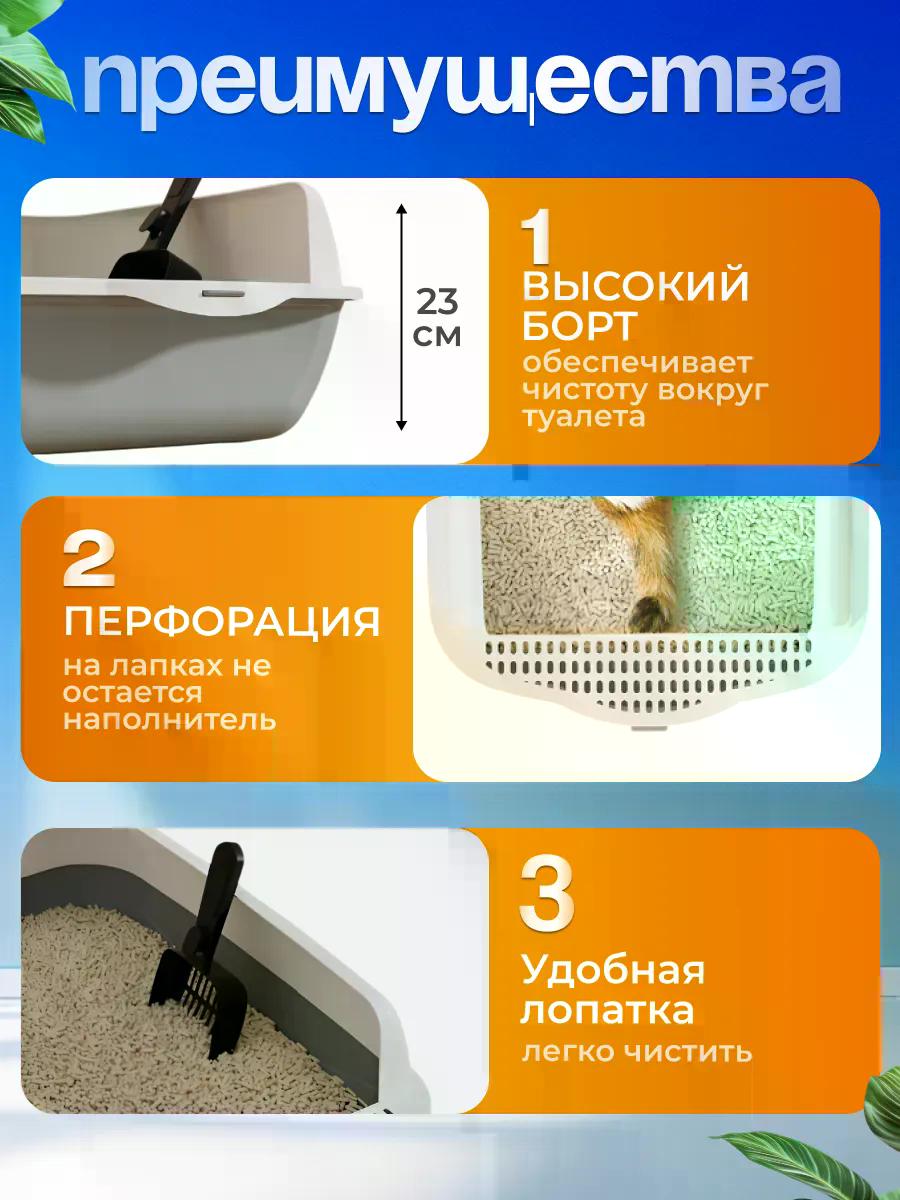 преимущества
23
см
1
ВЫСОКИЙ
БОРТ
обеспечивает
чистоту вокруг
туалета
2
ПЕРФОРАЦИЯ
на лапках не
остается
наполнитель
3
Удобная
лопатка
легко чистить